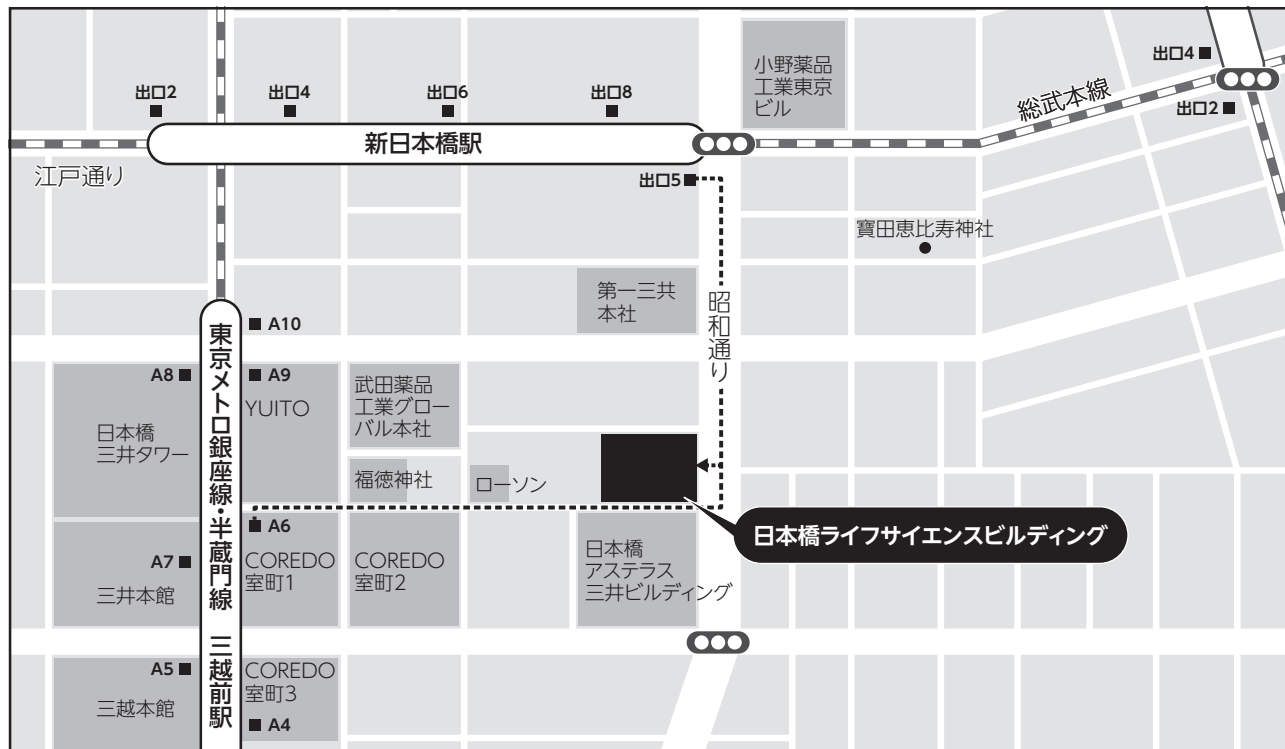 小野薬品
工業東京
ビル
出口4
総武本線
出口2
出口2
出口4
出口6
出口8
新日本橋駅
江戸通り
出口5
寶田恵比寿神社
第一三共
本社
昭和通り
A10
東京メトロ銀座線・半蔵門線 三越前駅
A8
A9
YUITO
武田薬品
工業グロー
バル本社
日本橋
三井タワー
福徳神社
ローソン
A6
日本橋ライフサイエンスビルディング
A7
三井本館
COREDO
室町1
COREDO
室町2
日本橋
アステラス
三井ビルディング
A5
三越本館
COREDO
室町3
A4